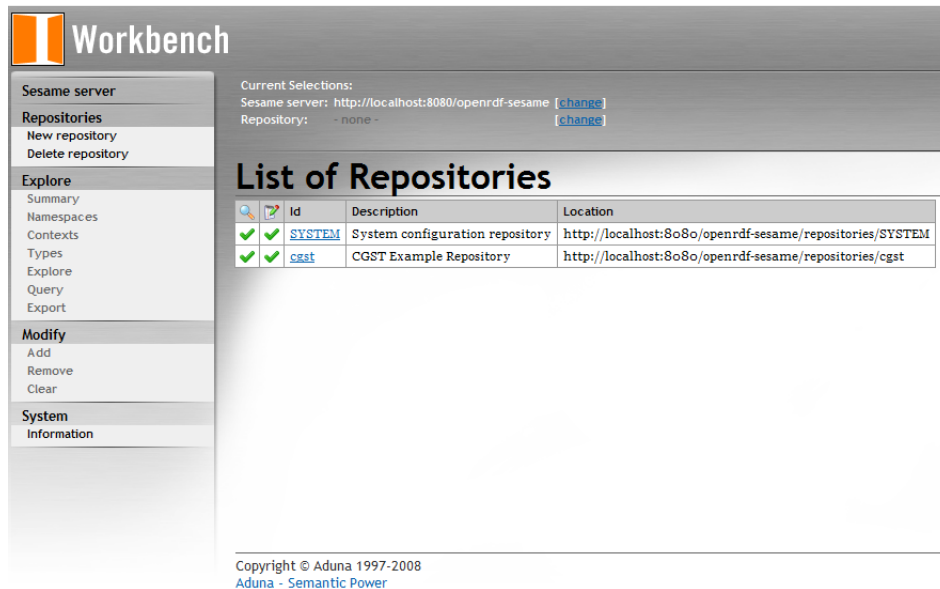 Workbench
Sesame server
Repositories
New repository
Delete repository
Explore
Summary
Namespaces
Contexts
Types
Explore
Query
Export
Modify
Add
Remove
Clear
System
Information
Current Selections:
Sesame server: http://localhost:8080/openrdf-sesame [change]
Repository: - none - [change]
List of Repositories
Id Description Location
SYSTEM System configuration repository http://localhost:8080/openrdf-sesame/repositories/SYSTEM
cgst CGST Example Repository http://localhost:8080/openrdf-sesame/repositories/cgst
Copyright © Aduna 1997-2008
Aduna - Semantic Power